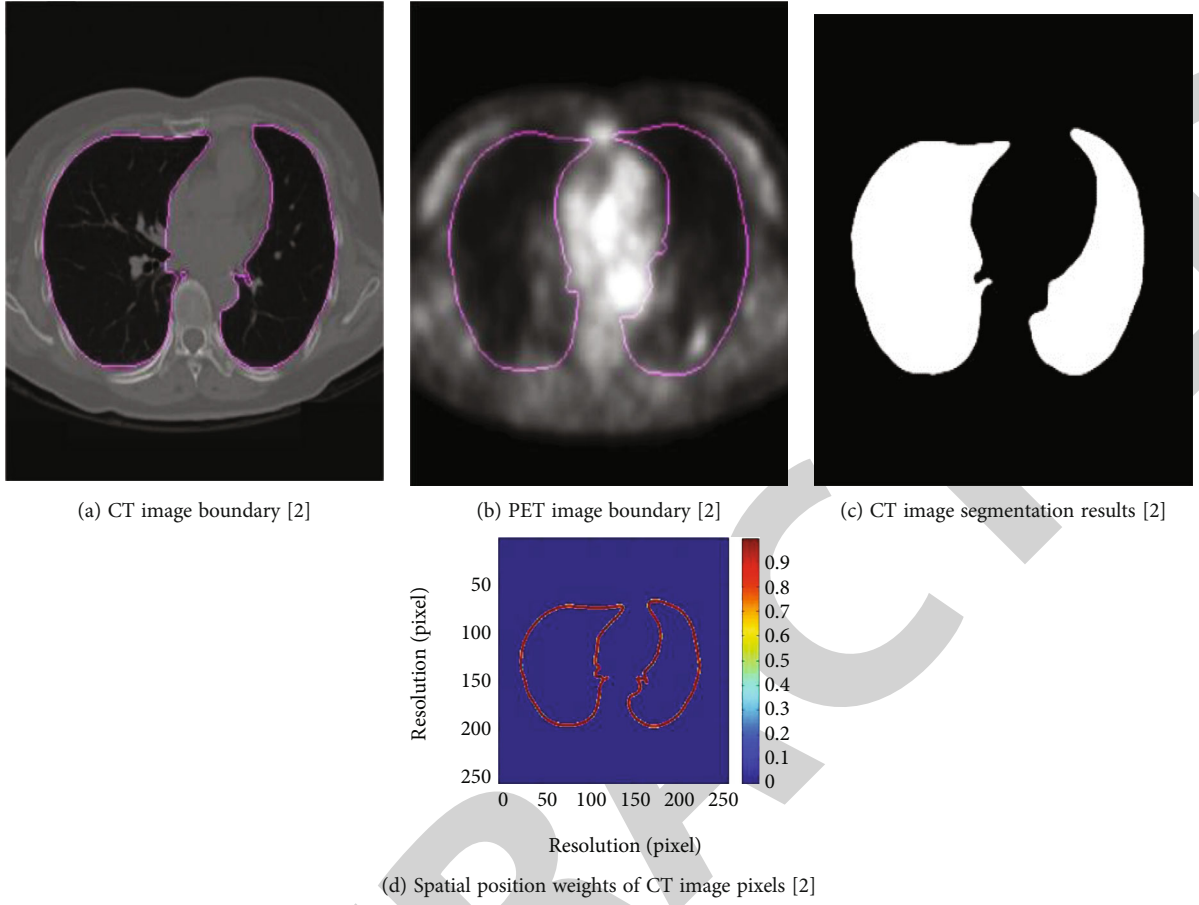 (a) CT image boundary [2]
(b) PET image boundary [2]
(c) CT image segmentation results [2]
Resolution (pixel)
50
100
150
200
250
0 50 100 150 200 250
Resolution (pixel)
0.9
0.8
0.7
0.6
0.5
0.4
0.3
0.2
0.1
0
(d) Spatial position weights of CT image pixels [2]